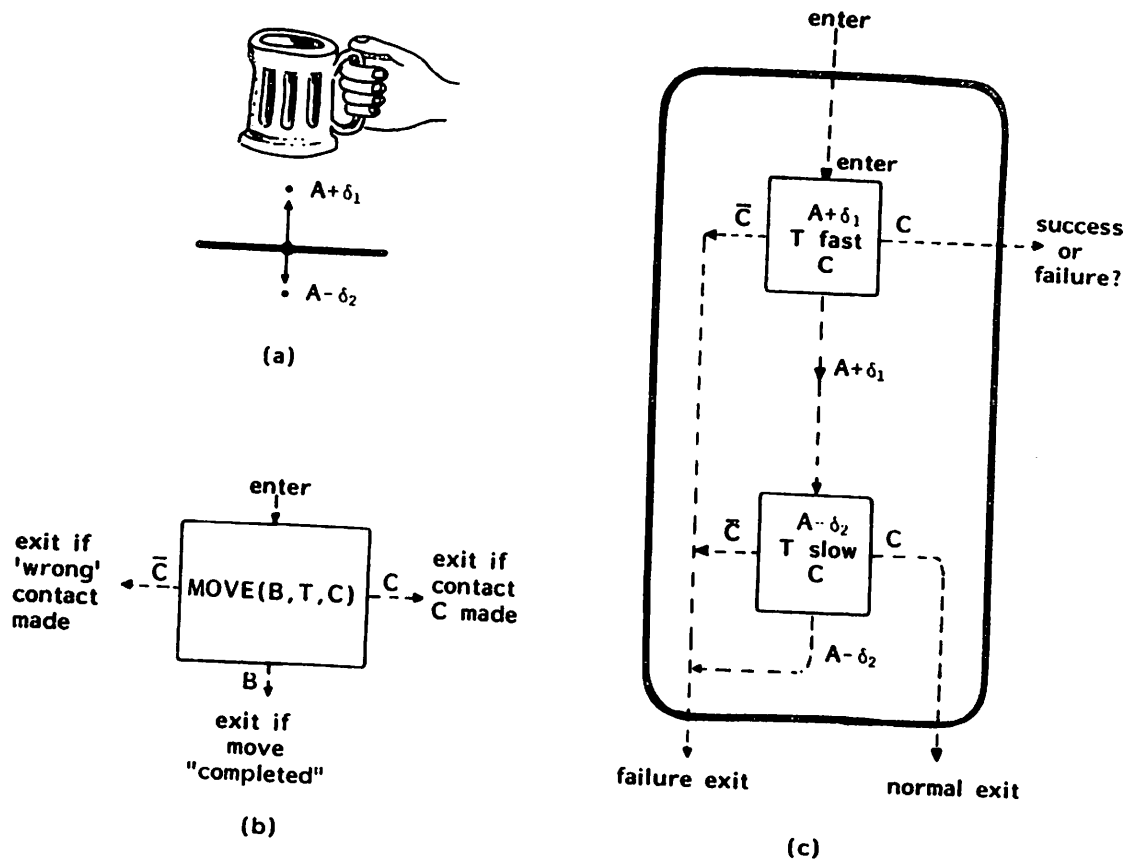 A+δ₁
A-δ₂
(a)
enter
exit if
'wrong'
contact
made
C̅
MOVE(B,T,C)
C
exit if
contact
C made
B
exit if
move
"completed"
(b)
enter
enter
C̅
A+δ₁
T fast
C
C
success
or
failure?
A+δ₁
C̅
A-δ₂
T slow
C
C
A-δ₂
failure exit
normal exit
(c)